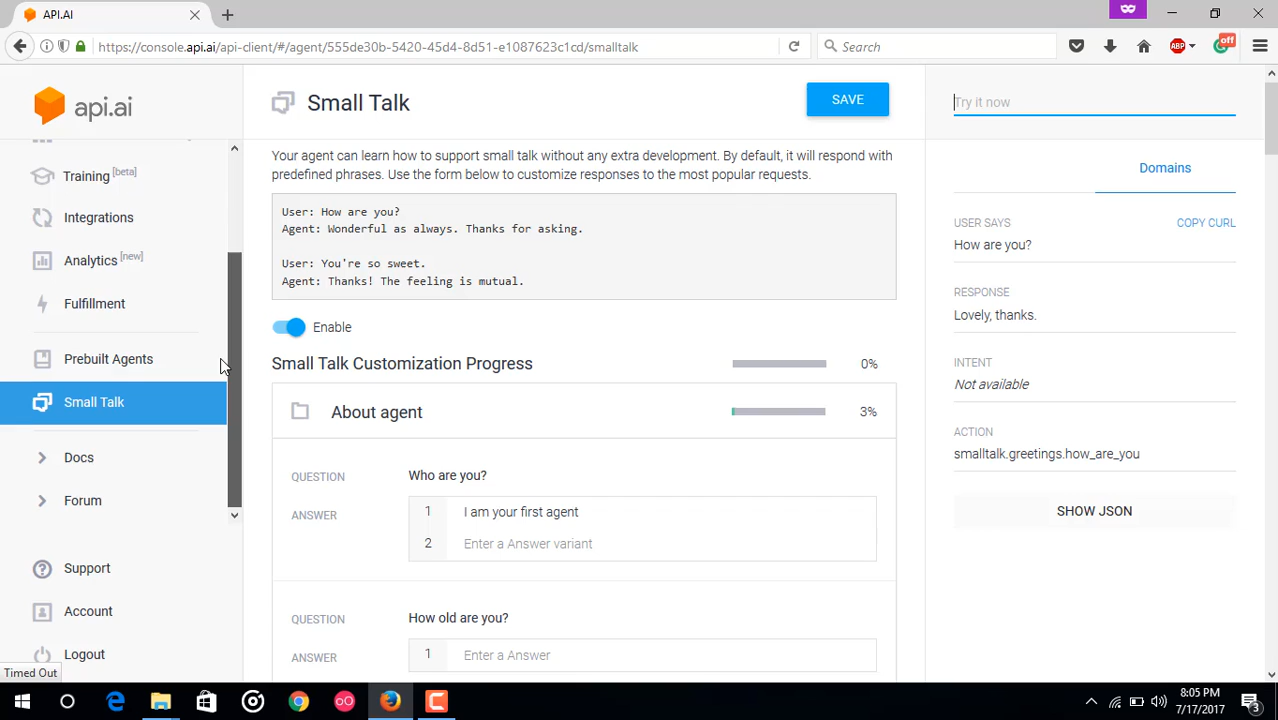 API.AI
https://console.api.ai/api-client/#/agent/555de30b-5420-45d4-8d51-e1087623c1cd/smalltalk
Search
ABP
off
api.ai
Training [beta]
Integrations
Analytics [new]
Fulfillment
Prebuilt Agents
Small Talk
Docs
Forum
Support
Account
Logout
Timed Out
Small Talk
SAVE
Your agent can learn how to support small talk without any extra development. By default, it will respond with
predefined phrases. Use the form below to customize responses to the most popular requests.
User: How are you?
Agent: Wonderful as always. Thanks for asking.
User: You're so sweet.
Agent: Thanks! The feeling is mutual.
Enable
Small Talk Customization Progress 0%
About agent 3%
QUESTION Who are you?
ANSWER 1 I am your first agent
2 Enter a Answer variant
QUESTION How old are you?
ANSWER 1 Enter a Answer
Try it now
Domains
USER SAYS COPY CURL
How are you?
RESPONSE
Lovely, thanks.
INTENT
Not available
ACTION
smalltalk.greetings.how_are_you
SHOW JSON
8:05 PM
7/17/2017
3